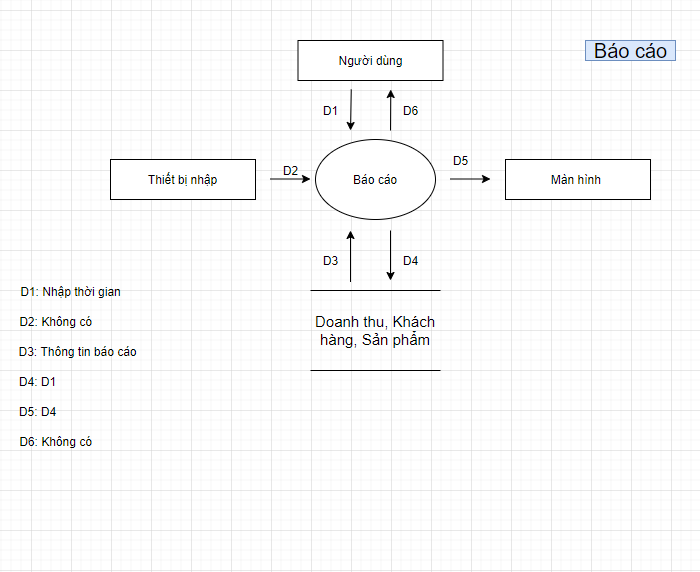 Báo cáo
Người dùng
D1
D6
Thiết bị nhập
D2
Báo cáo
D5
Mản hình
D3
D4
Doanh thu, Khách
hàng, Sản phẩm
D1: Nhập thời gian
D2: Không có
D3: Thông tin báo cáo
D4: D1
D5: D4
D6: Không có